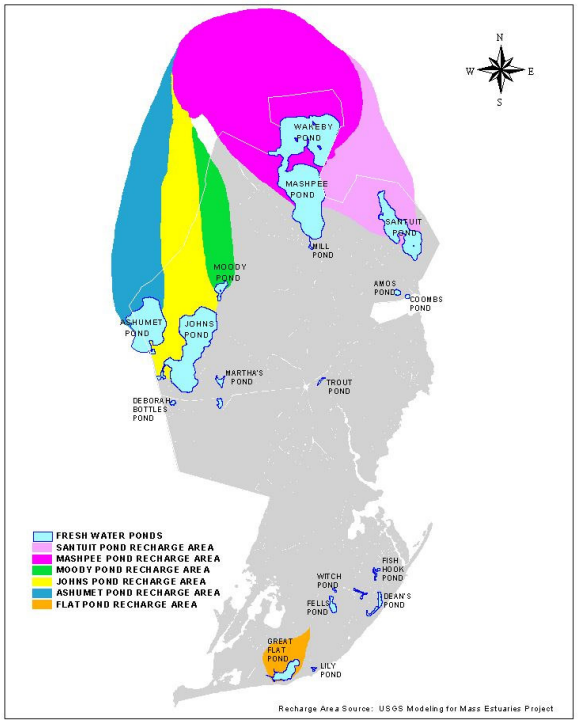 N
W E
S
WAKEBY
POND
MASHPEE
POND
SANTUIT
POND
MILL
POND
MOODY
POND
AMOS
POND
COOMBS
POND
ASHUMET
POND
JOHNS
POND
MARTHA'S
POND
TROUT
POND
DEBORAH
BOTTLES
POND
FRESH WATER PONDS
SANTUIT POND RECHARGE AREA
MASHPEE POND RECHARGE AREA
MOODY POND RECHARGE AREA
JOHNS POND RECHARGE AREA
ASHUMET POND RECHARGE AREA
FLAT POND RECHARGE AREA
FISH
HOOK
POND
WITCH
POND
DEAN'S
POND
FELLS
POND
GREAT
FLAT
POND
LILY
POND
Recharge Area Source: USGS Modeling for Mass Estuaries Project